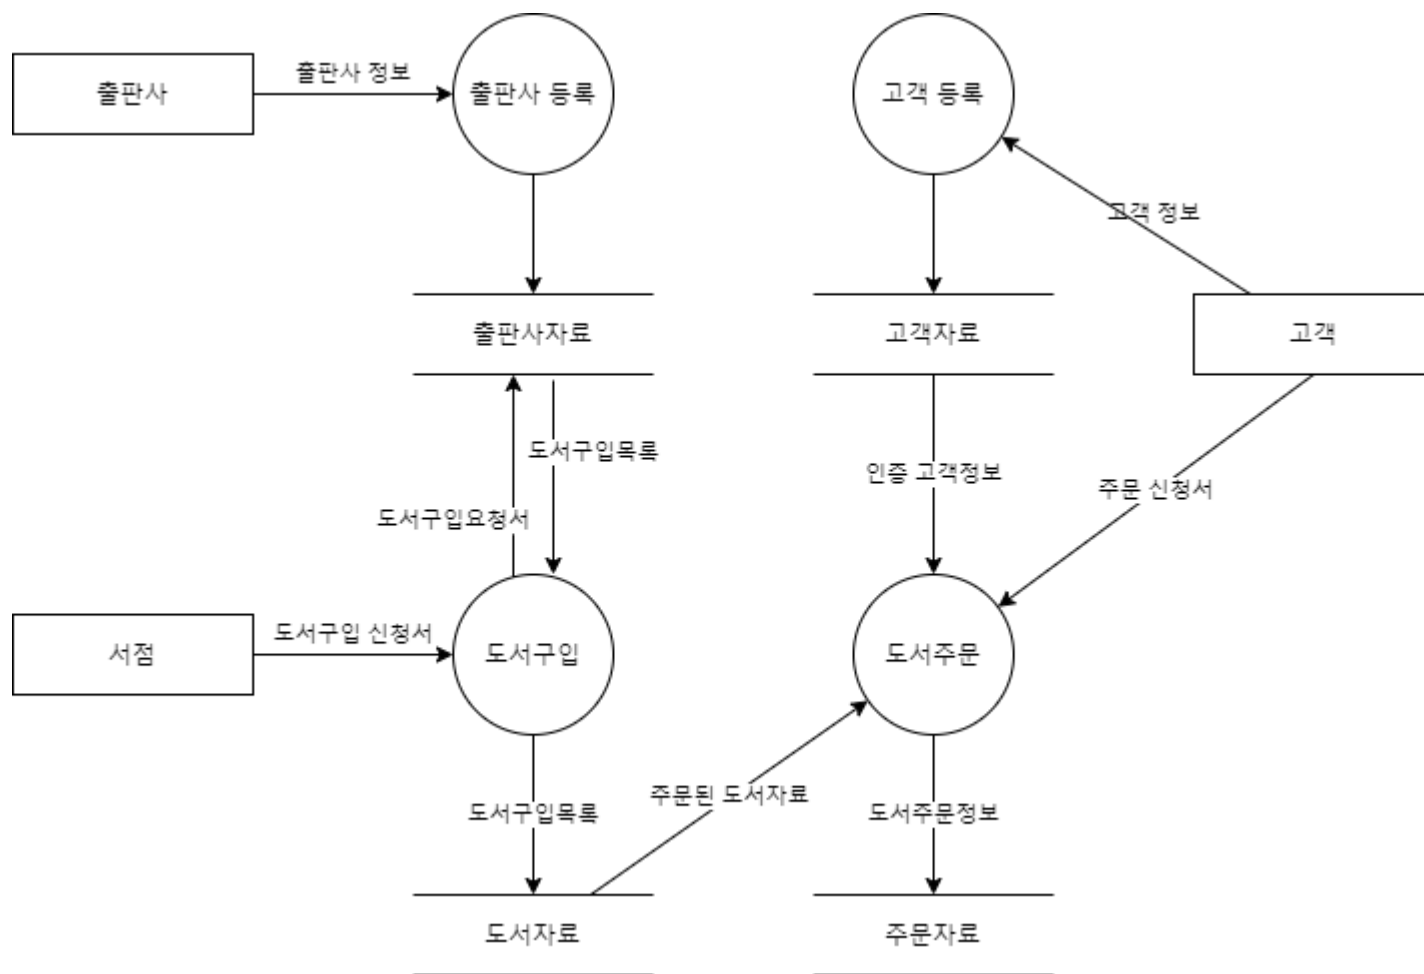 출판사
출판사 정보
출판사 등록
고객 등록
고객 정보
출판사자료
고객자료
고객
도서구입목록
인증 고객정보
주문 신청서
도서구입요청서
서점
도서구입 신청서
도서구입
도서주문
주문된 도서자료
도서구입목록
도서주문정보
도서자료
주문자료